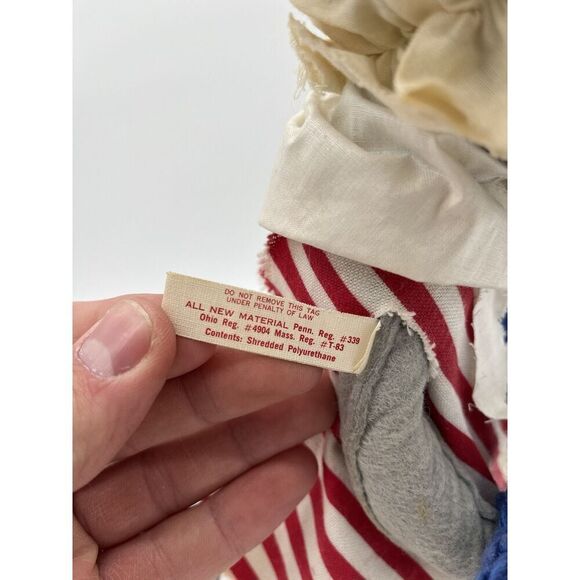 DO NOT REMOVE THIS TAG
UNDER PENALTY OF LAW
ALL NEW MATERIAL Penn. Reg. #339
Ohio Reg. #4904 Mass. Reg. #T-83
Contents: Shredded Polyurethane